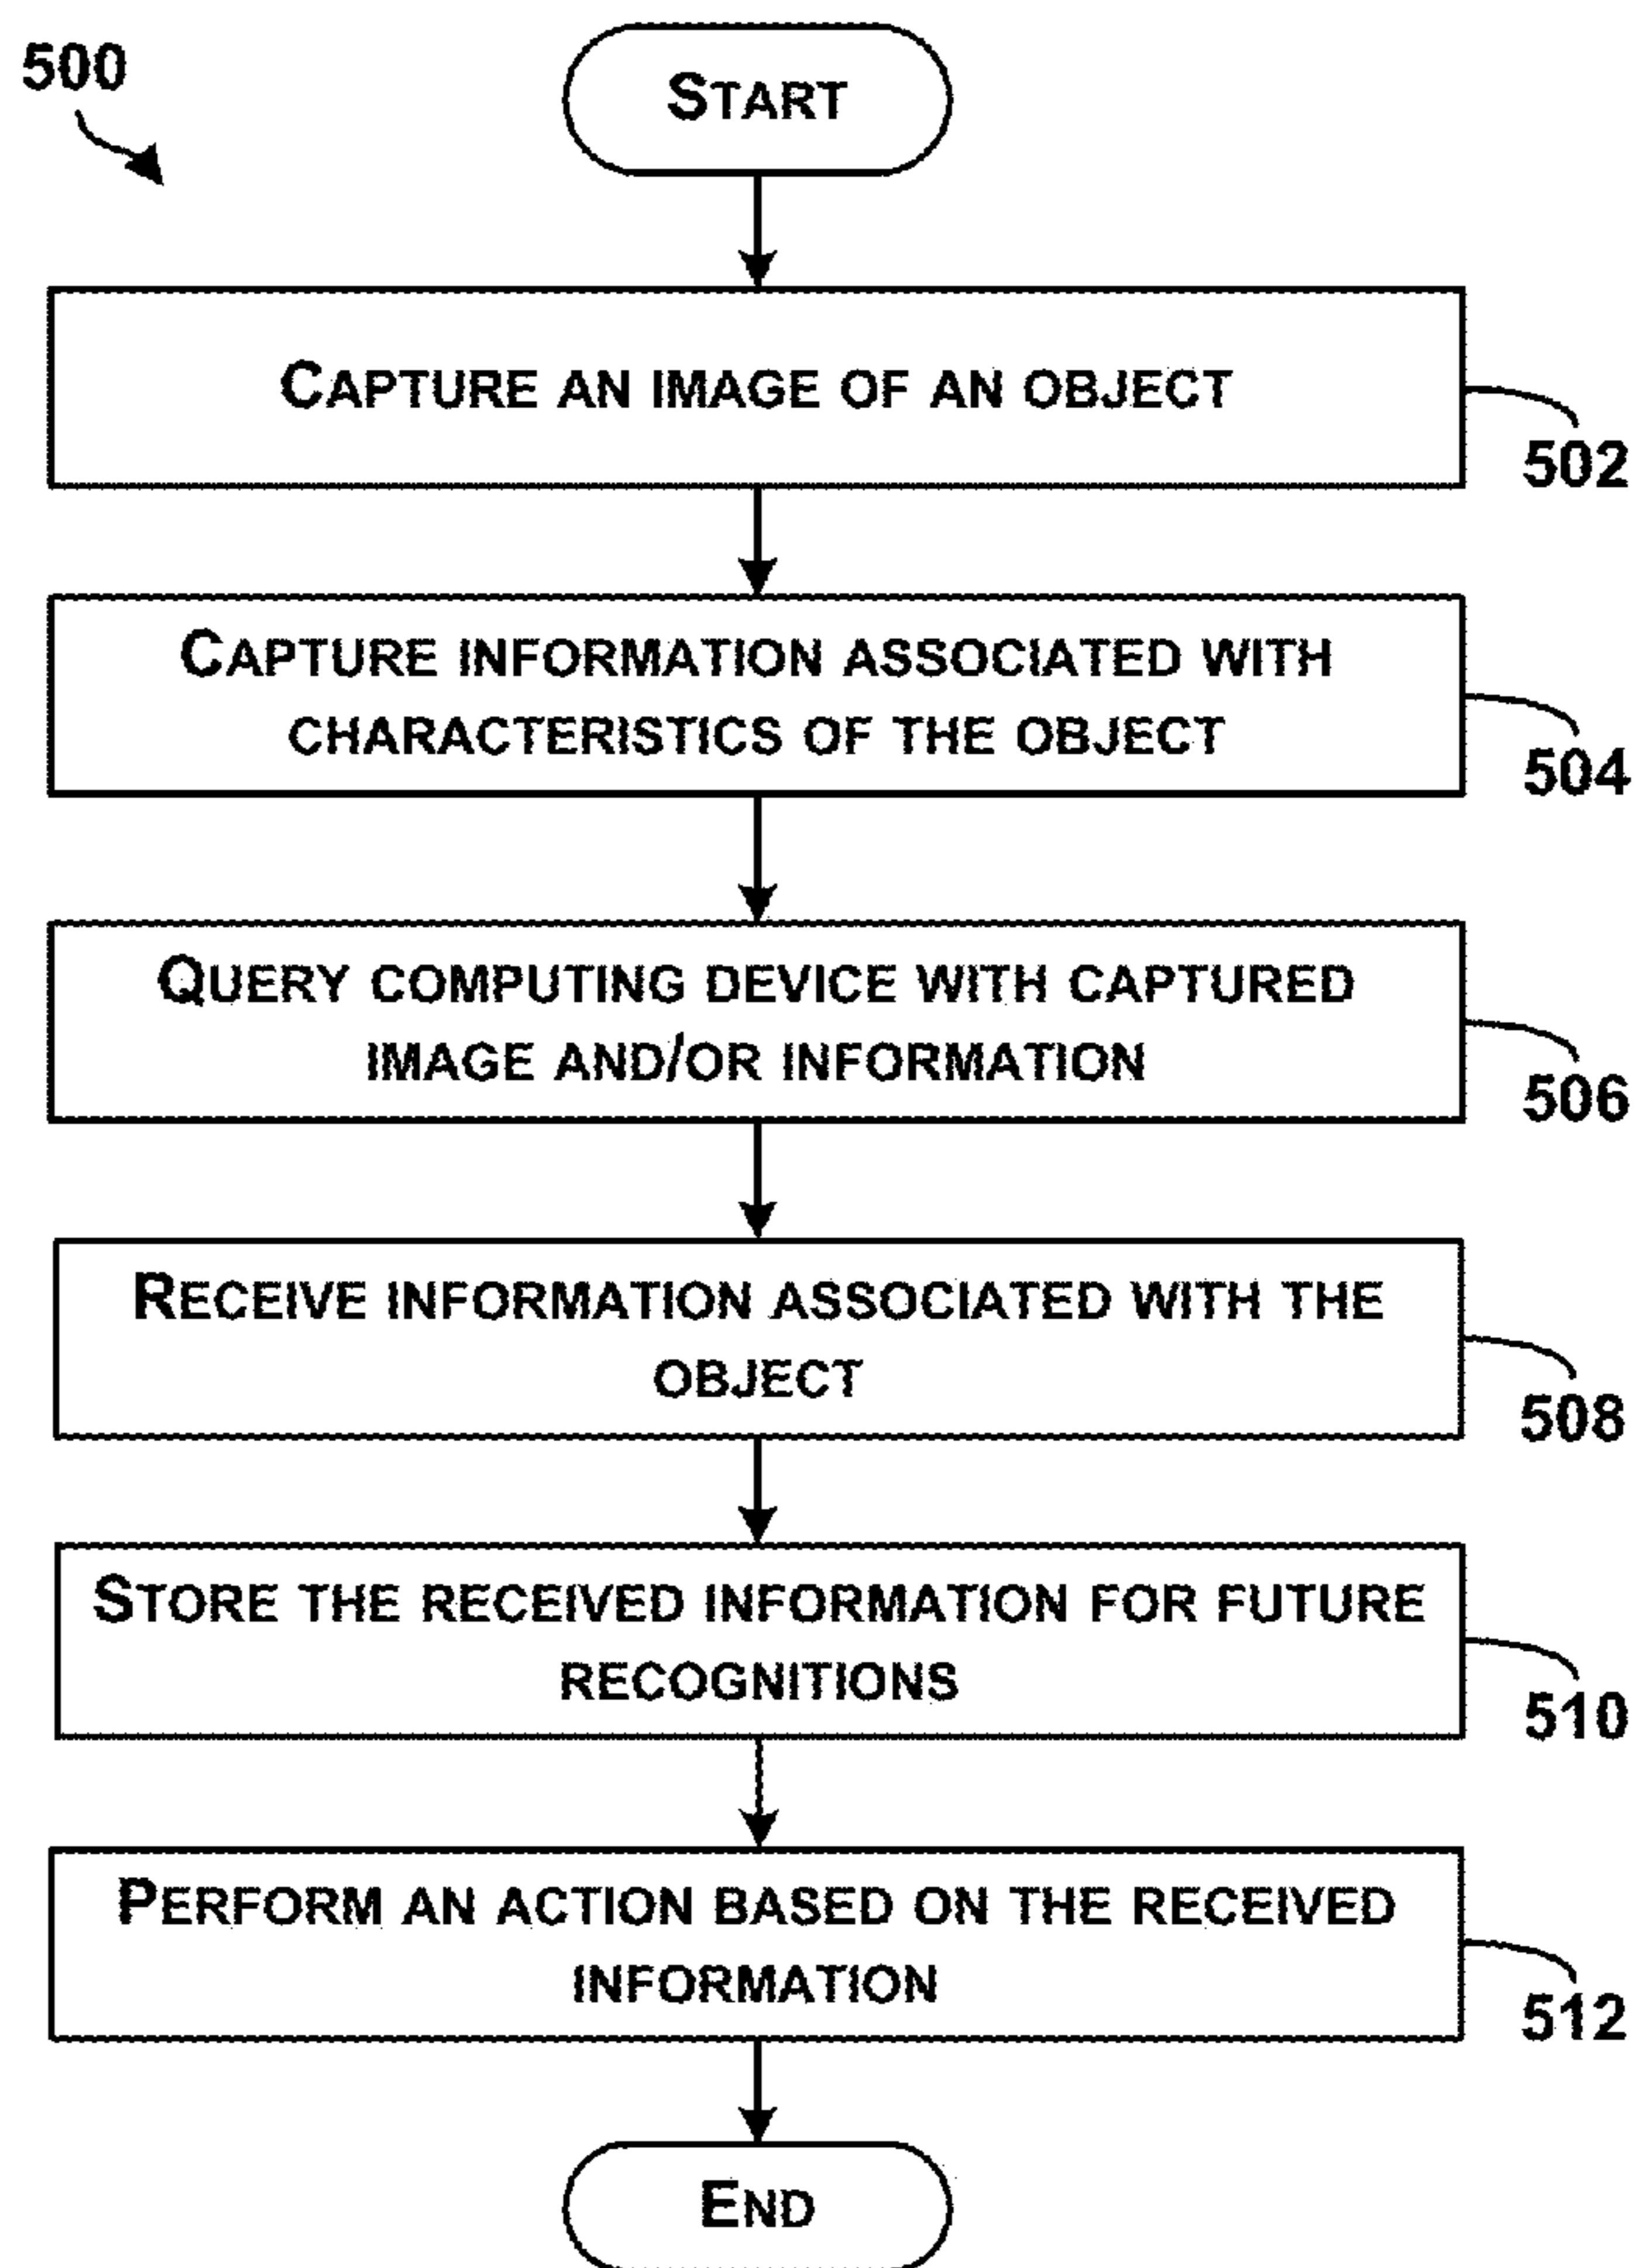 500
START
CAPTURE AN IMAGE OF AN OBJECT
502
CAPTURE INFORMATION ASSOCIATED WITH
CHARACTERISTICS OF THE OBJECT
504
QUERY COMPUTING DEVICE WITH CAPTURED
IMAGE AND/OR INFORMATION
506
RECEIVE INFORMATION ASSOCIATED WITH THE
OBJECT
508
STORE THE RECEIVED INFORMATION FOR FUTURE
RECOGNITIONS
510
PERFORM AN ACTION BASED ON THE RECEIVED
INFORMATION
512
END